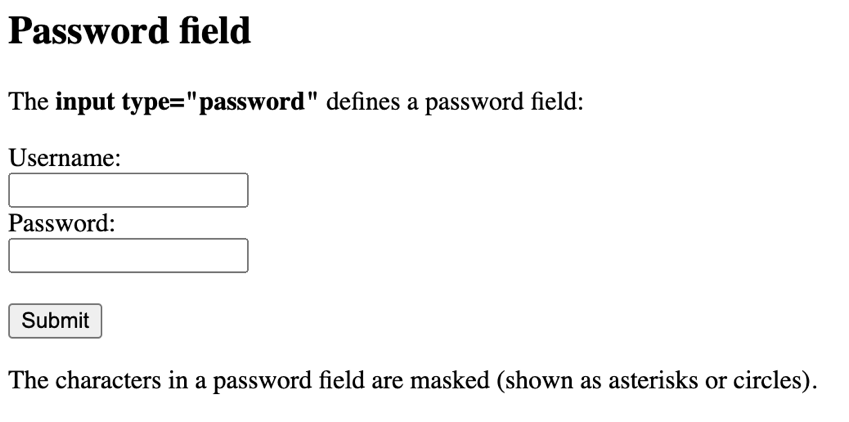 Password field
The input type="password" defines a password field:
Username:
Password:
Submit
The characters in a password field are masked (shown as asterisks or circles).